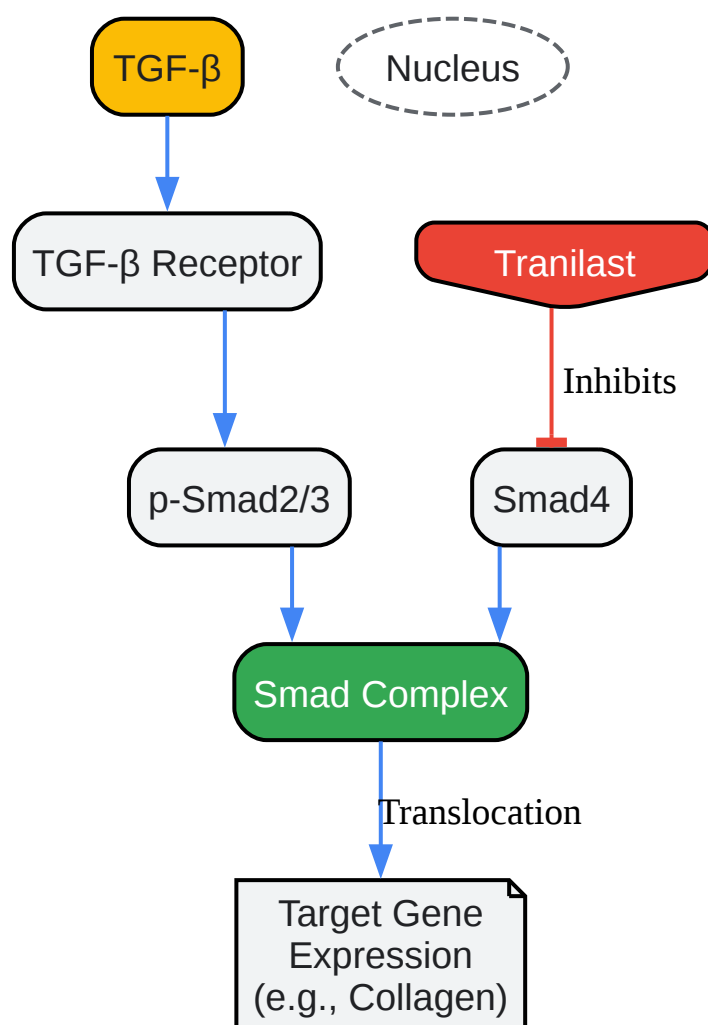 TGF-β
Nucleus
TGF-β Receptor
Tranilast
Inhibits
p-Smad2/3
Smad4
Smad Complex
Translocation
Target Gene
Expression
(e.g., Collagen)